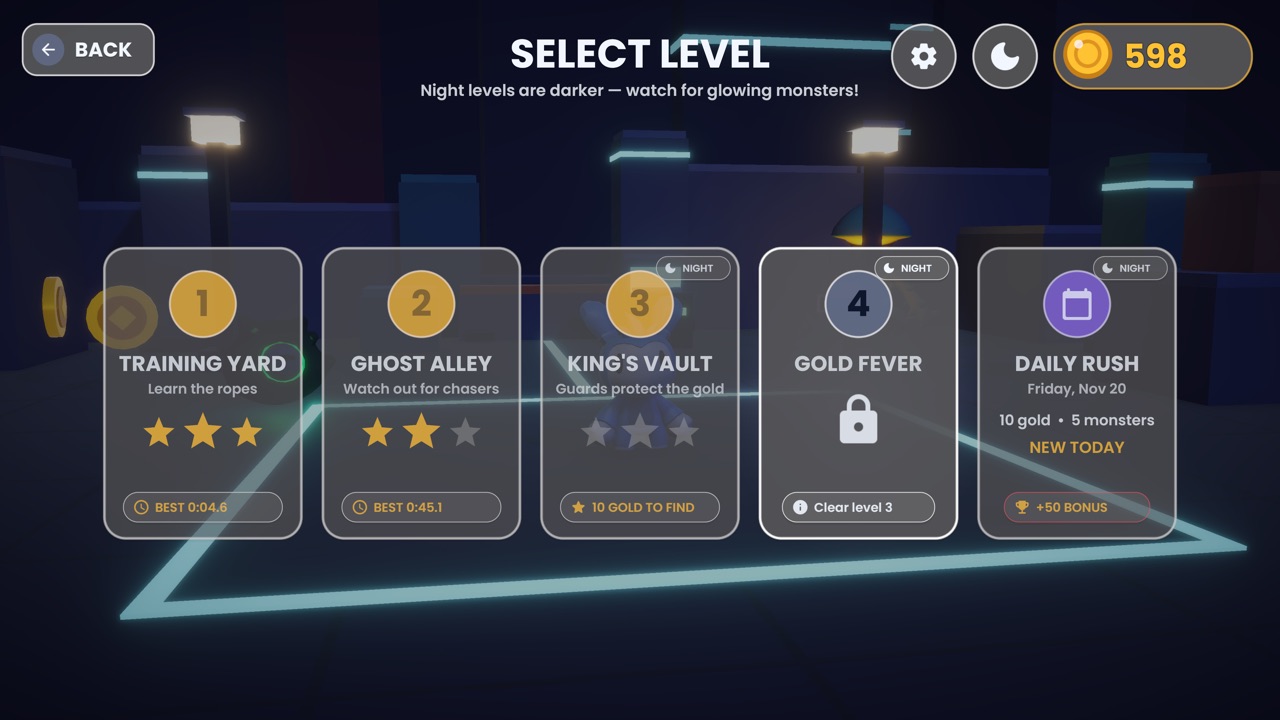 BACK
SELECT LEVEL
598
Night levels are darker — watch for glowing monsters!
1
TRAINING YARD
Learn the ropes
BEST 0:04.6
2
GHOST ALLEY
Watch out for chasers
BEST 0:45.1
NIGHT
3
KING'S VAULT
Guards protect the gold
10 GOLD TO FIND
NIGHT
4
GOLD FEVER
Clear level 3
NIGHT
DAILY RUSH
Friday, Nov 20
10 gold • 5 monsters
NEW TODAY
+50 BONUS